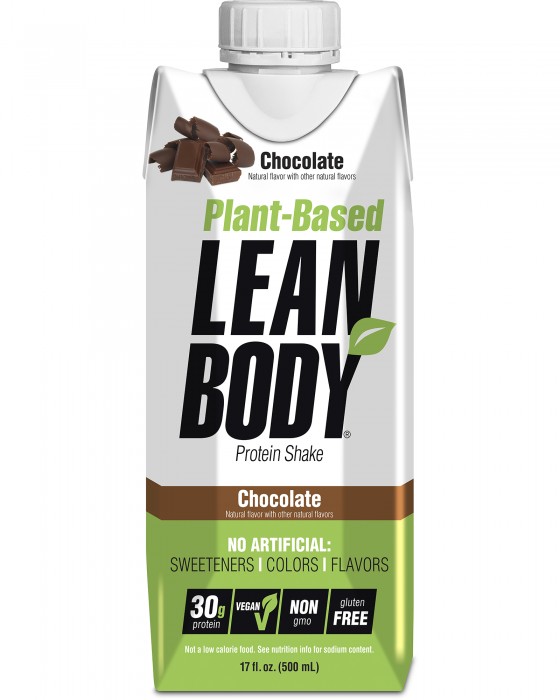 Chocolate
Natural flavor with other natural flavors
Plant-Based
LEAN
BODY®
Protein Shake
Chocolate
Natural flavor with other natural flavors
NO ARTIFICIAL:
SWEETENERS | COLORS | FLAVORS
30g protein
VEGAN
NON gmo
gluten FREE
Not a low calorie food. See nutrition info for sodium content.
17 fl. oz. (500 mL)